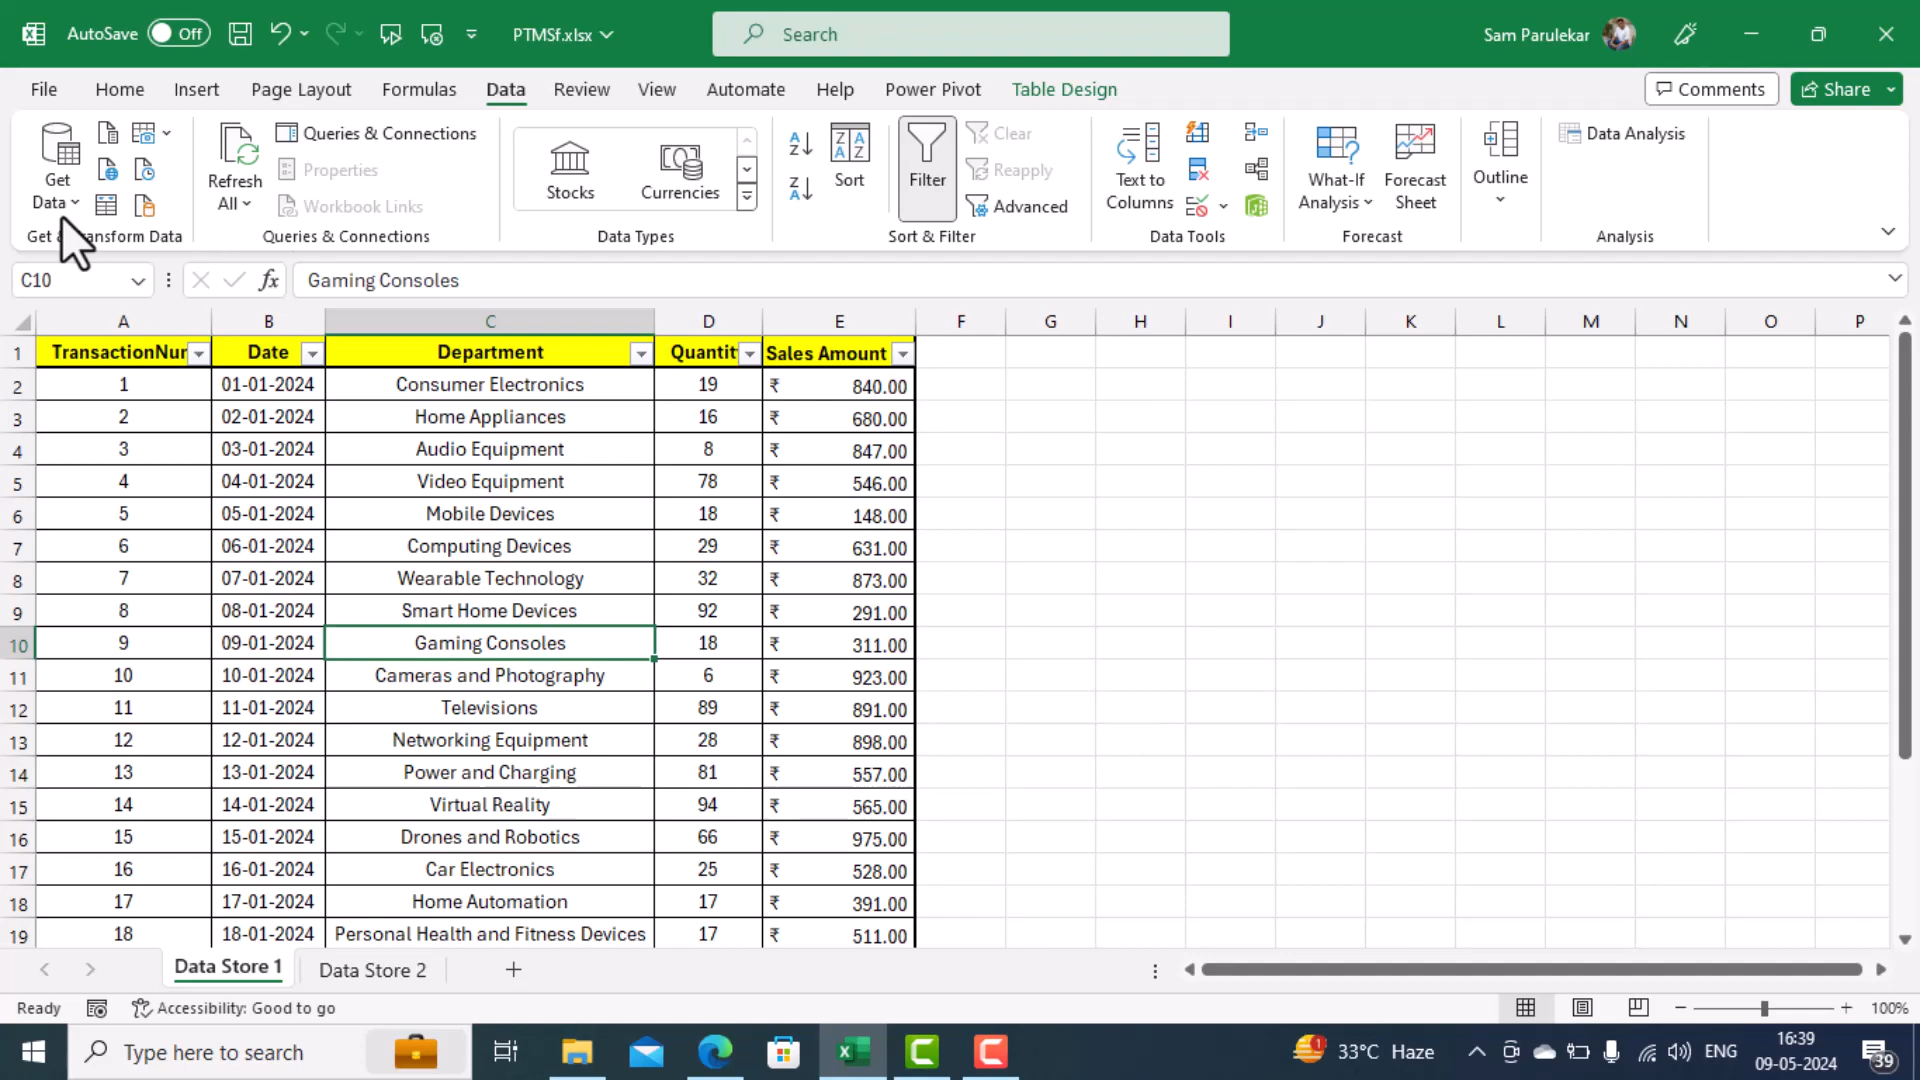 AutoSave Off PTMSf.xlsx Search Sam Parulekar
File Home Insert Page Layout Formulas Data Review View Automate Help Power Pivot Table Design Comments Share
Get Data
Refresh All
Queries & Connections
Properties
Workbook Links
Stocks
Currencies
Sort
Filter
Clear
Reapply
Advanced
Text to Columns
What-If Analysis
Forecast Sheet
Outline
Data Analysis
Queries & Connections Data Types Sort & Filter Data Tools Forecast Analysis
C10 fx Gaming Consoles
A B C D E F G H I J K L M N O P
1 Date Department Sales Amount
2 1 01-01-2024 Consumer Electronics 19 ₹ 840.00
3 2 02-01-2024 Home Appliances 16 ₹ 680.00
4 3 03-01-2024 Audio Equipment 8 ₹ 847.00
5 4 04-01-2024 Video Equipment 78 ₹ 546.00
6 5 05-01-2024 Mobile Devices 18 ₹ 148.00
7 6 06-01-2024 Computing Devices 29 ₹ 631.00
8 7 07-01-2024 Wearable Technology 32 ₹ 873.00
9 8 08-01-2024 Smart Home Devices 92 ₹ 291.00
10 9 09-01-2024 Gaming Consoles 18 ₹ 311.00
11 10 10-01-2024 Cameras and Photography 6 ₹ 923.00
12 11 11-01-2024 Televisions 89 ₹ 891.00
13 12 12-01-2024 Networking Equipment 28 ₹ 898.00
14 13 13-01-2024 Power and Charging 81 ₹ 557.00
15 14 14-01-2024 Virtual Reality 94 ₹ 565.00
16 15 15-01-2024 Drones and Robotics 66 ₹ 975.00
17 16 16-01-2024 Car Electronics 25 ₹ 528.00
18 17 17-01-2024 Home Automation 17 ₹ 391.00
19 18 18-01-2024 Personal Health and Fitness Devices 17 ₹ 511.00
Data Store 1 Data Store 2
Ready Accessibility: Good to go 100%
Type here to search 33°C Haze ENG 16:39
09-05-2024 39